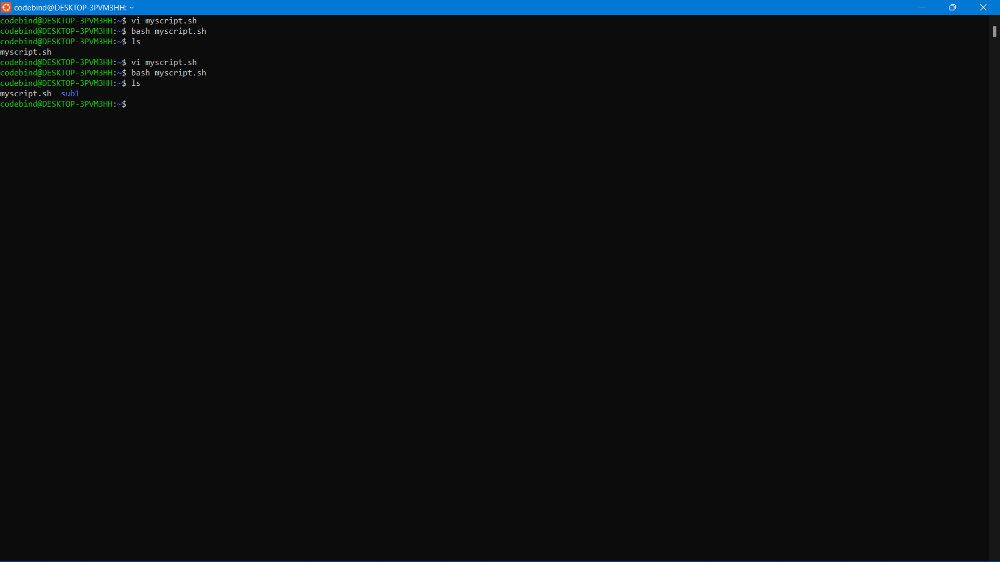 codebind@DESKTOP-3PVM3HH: ~
codebind@DESKTOP-3PVM3HH:~$ vi myscript.sh
codebind@DESKTOP-3PVM3HH:~$ bash myscript.sh
codebind@DESKTOP-3PVM3HH:~$ ls
myscript.sh
codebind@DESKTOP-3PVM3HH:~$ vi myscript.sh
codebind@DESKTOP-3PVM3HH:~$ bash myscript.sh
codebind@DESKTOP-3PVM3HH:~$ ls
myscript.sh  sub1
codebind@DESKTOP-3PVM3HH:~$